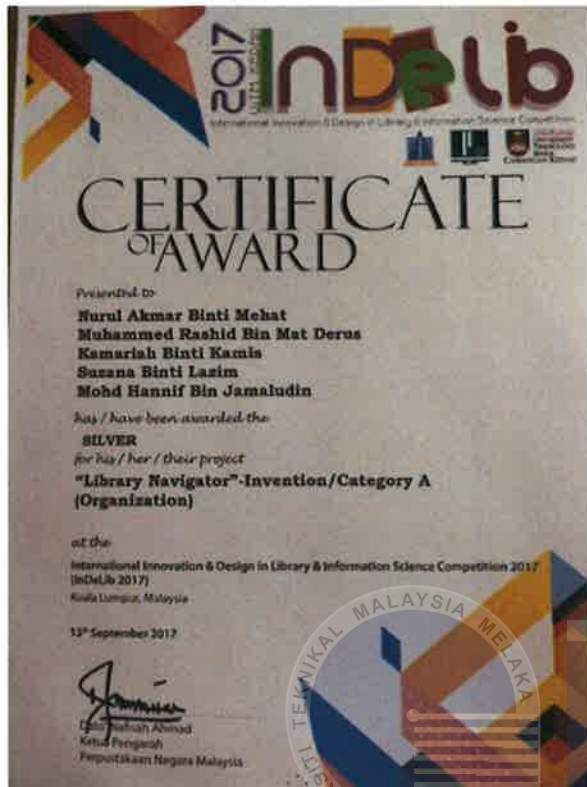 2017
InDeLib
International Innovation & Design in Library & Information Science Competition
CERTIFICATE
OF AWARD
Presented to
Nurul Akmar Binti Mehat
Muhammed Rashid Bin Mat Derus
Kamariah Binti Kamis
Suzana Binti Lazim
Mohd Hannif Bin Jamaludin
has / have been awarded the
SILVER
for his / her / their project
"Library Navigator"-Invention/Category A
(Organization)
at the
International Innovation & Design in Library & Information Science Competition 2017
(InDeLib 2017)
Kuala Lumpur, Malaysia
13th September 2017
Nafisah Ahmad
Ketua Pengarah
Perpustakaan Negara Malaysia
TEKNIKAL MALAYSIA MELAKA